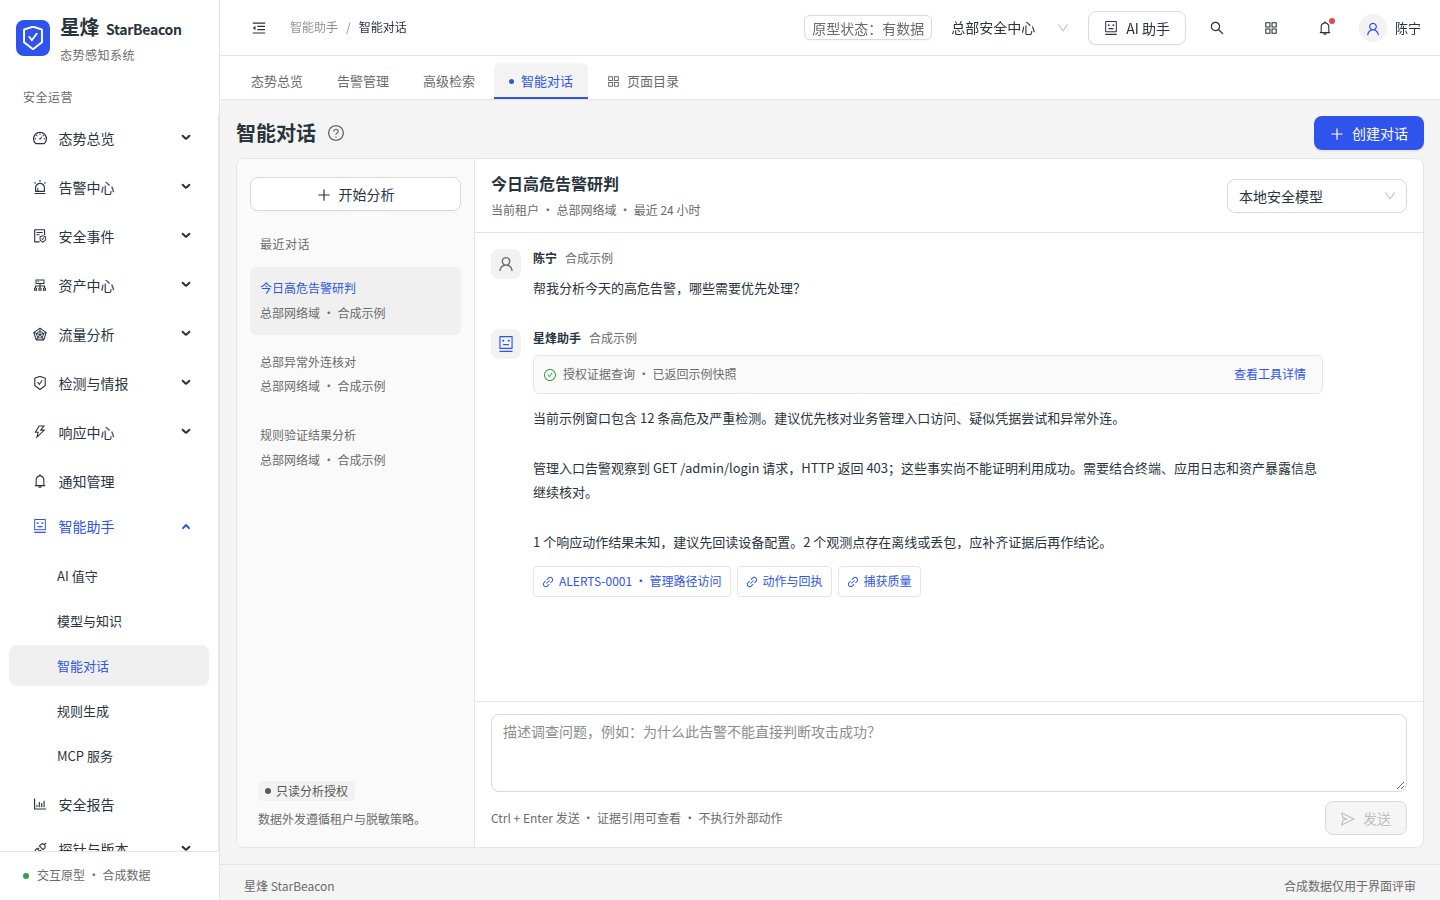 星烽 StarBeacon
态势感知系统
安全运营
态势总览
告警中心
安全事件
资产中心
流量分析
检测与情报
响应中心
通知管理
智能助手
AI 值守
模型与知识
智能对话
规则生成
MCP 服务
安全报告
探针与版本
交互原型 · 合成数据
智能助手 / 智能对话
原型状态：有数据
总部安全中心
AI 助手
陈宁
态势总览
告警管理
高级检索
智能对话
页面目录
智能对话
创建对话
开始分析
最近对话
今日高危告警研判
总部网络域 · 合成示例
总部异常外连核对
总部网络域 · 合成示例
规则验证结果分析
总部网络域 · 合成示例
只读分析授权
数据外发遵循租户与脱敏策略。
今日高危告警研判
当前租户 · 总部网络域 · 最近 24 小时
本地安全模型
陈宁 合成示例
帮我分析今天的高危告警，哪些需要优先处理？
星烽助手 合成示例
授权证据查询 · 已返回示例快照
查看工具详情
当前示例窗口包含 12 条高危及严重检测。建议优先核对业务管理入口访问、疑似凭据尝试和异常外连。
管理入口告警观察到 GET /admin/login 请求，HTTP 返回 403；这些事实尚不能证明利用成功。需要结合终端、应用日志和资产暴露信息
继续核对。
1 个响应动作结果未知，建议先回读设备配置。2 个观测点存在离线或丢包，应补齐证据后再作结论。
ALERTS-0001 · 管理路径访问
动作与回执
捕获质量
描述调查问题，例如：为什么此告警不能直接判断攻击成功？
Ctrl + Enter 发送 · 证据引用可查看 · 不执行外部动作
发送
星烽 StarBeacon
合成数据仅用于界面评审